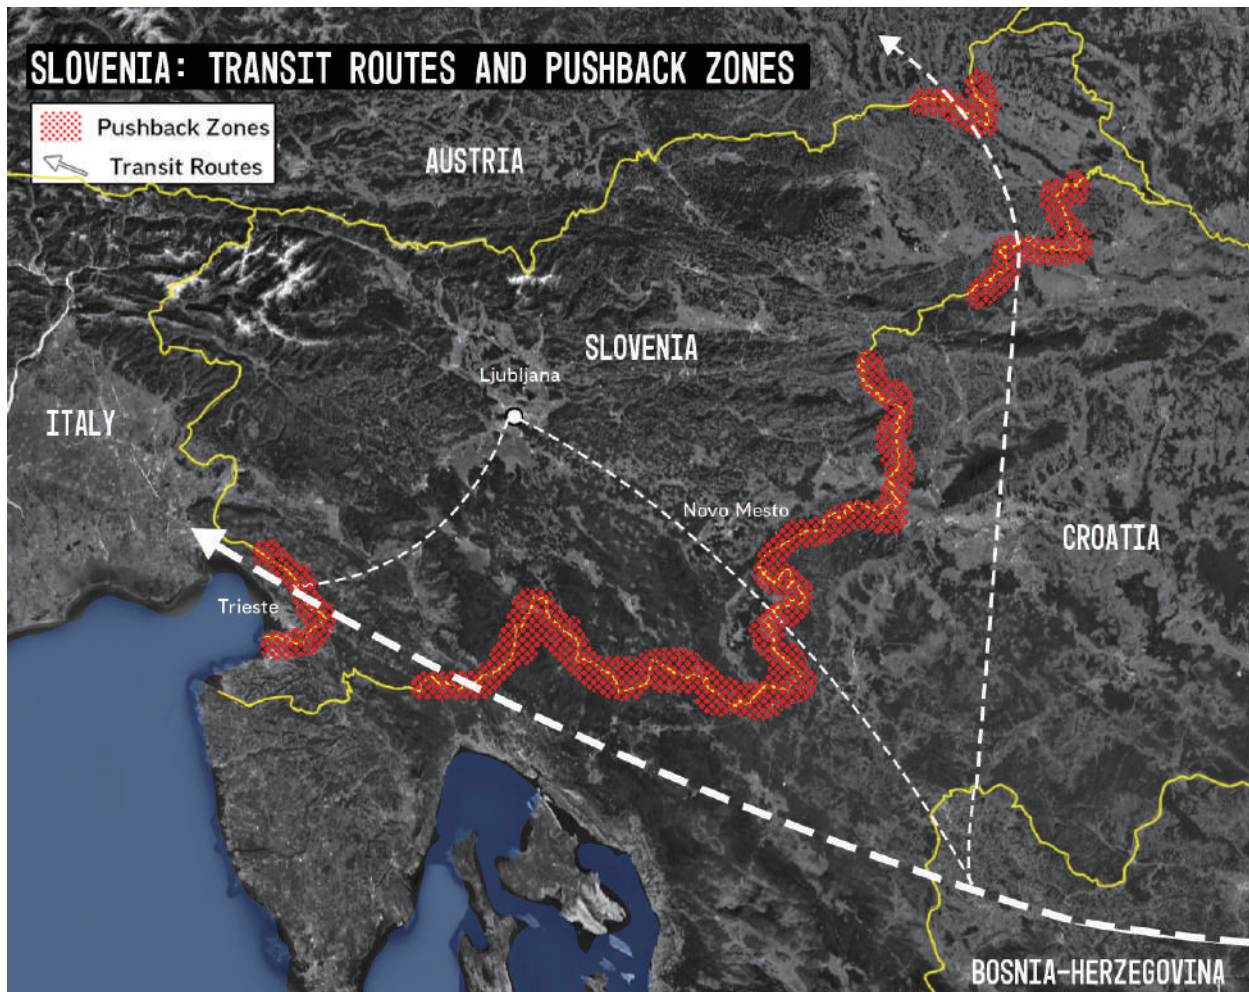 SLOVENIA: TRANSIT ROUTES AND PUSHBACK ZONES
Pushback Zones
Transit Routes
AUSTRIA
SLOVENIA
Ljubljana
ITALY
Novo Mesto
CROATIA
Trieste
BOSNIA-HERZEGOVINA